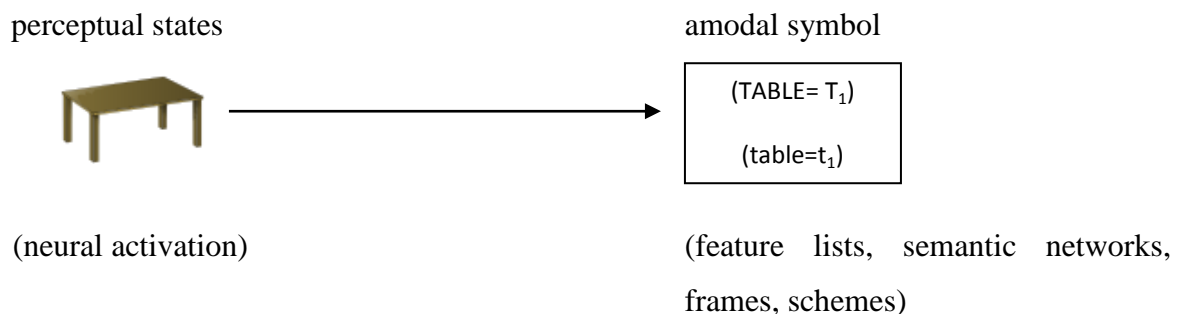 perceptual states
amodal symbol
(TABLE= T₁)
(table=t₁)
(neural activation)
(feature lists, semantic networks,
frames, schemes)